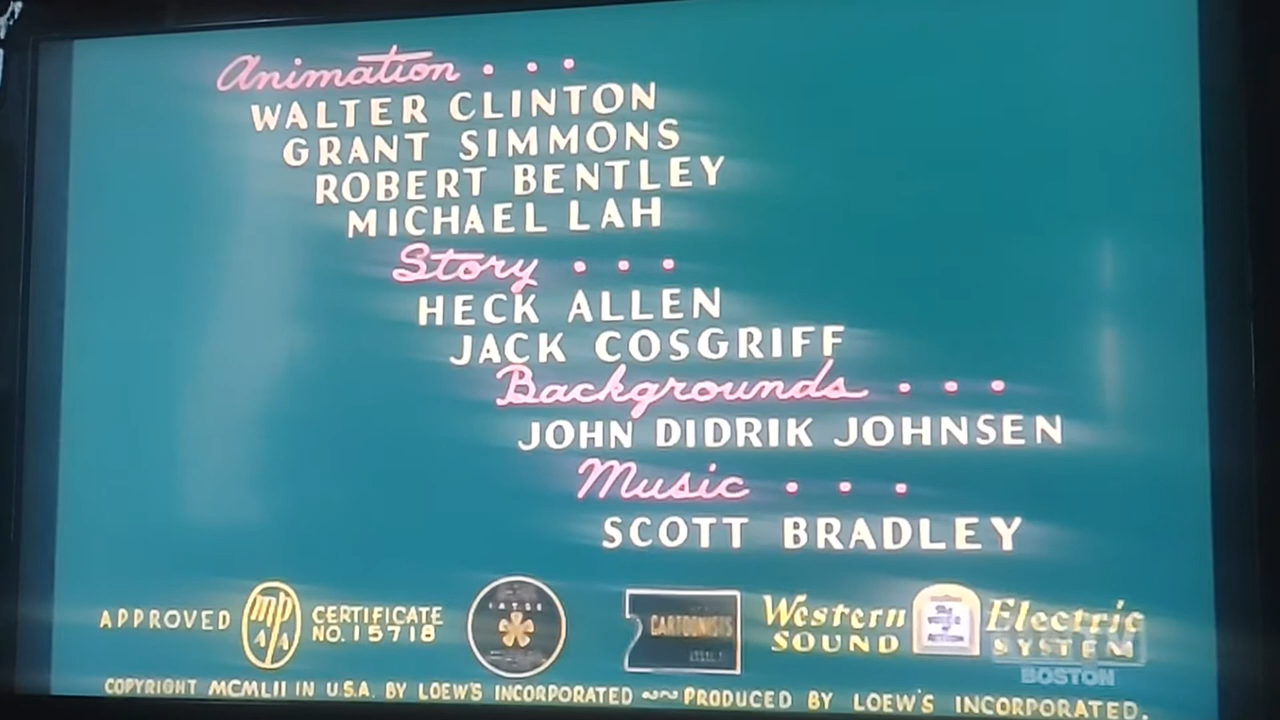 Animation . . .
WALTER CLINTON
GRANT SIMMONS
ROBERT BENTLEY
MICHAEL LAH
Story . . .
HECK ALLEN
JACK COSGRIFF
Backgrounds . . .
JOHN DIDRIK JOHNSEN
Music . . .
SCOTT BRADLEY
APPROVED MPAA CERTIFICATE NO. 15718
IATSE
CARTOONISTS
Western Electric
SOUND SYSTEM
BOSTON
COPYRIGHT MCMLII IN U.S.A. BY LOEW'S INCORPORATED ~~ PRODUCED BY LOEW'S INCORPORATED.